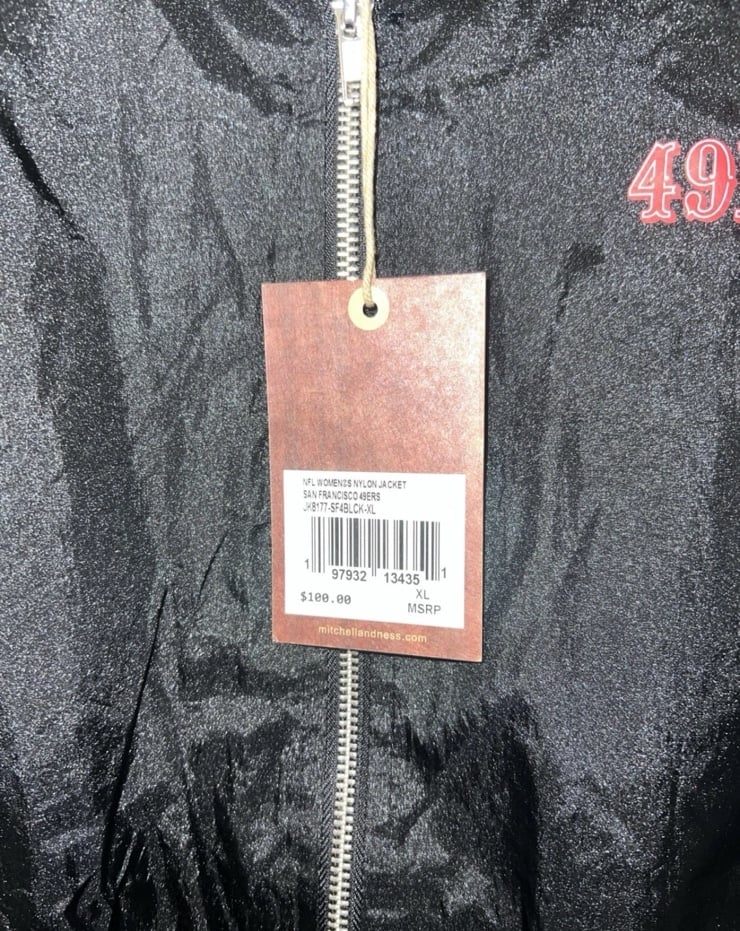 49
NFL WOMENZS NYLON JACKET
SAN FRANCISCO 49ERS
JKB177-SF4BLCK-XL
1 97932 13435 1
XL
$100.00
MSRP
mitchellandness.com